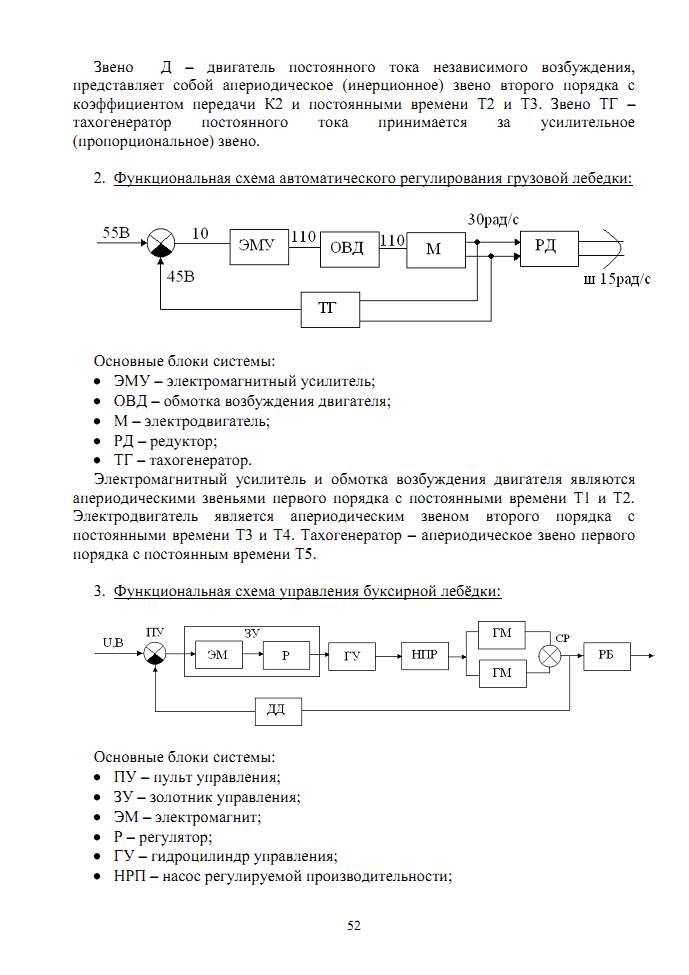 Звено Д – двигатель постоянного тока независимого возбуждения,
представляет собой апериодическое (инерционное) звено второго порядка с
коэффициентом передачи К2 и постоянными времени Т2 и Т3. Звено ТГ –
тахогенератор постоянного тока принимается за усилительное
(пропорциональное) звено.
2. Функциональная схема автоматического регулирования грузовой лебедки:
30рад/с
55В 10 ЭМУ 110 ОВД 110 М РД
45В ш 15рад/с
ТГ
Основные блоки системы:
• ЭМУ – электромагнитный усилитель;
• ОВД – обмотка возбуждения двигателя;
• М – электродвигатель;
• РД – редуктор;
• ТГ – тахогенератор.
Электромагнитный усилитель и обмотка возбуждения двигателя являются
апериодическими звеньями первого порядка с постоянными времени Т1 и Т2.
Электродвигатель является апериодическим звеном второго порядка с
постоянными времени Т3 и Т4. Тахогенератор – апериодическое звено первого
порядка с постоянным времени Т5.
3. Функциональная схема управления буксирной лебёдки:
ПУ ЗУ ГМ СР
U,В ЭМ Р ГУ НПР РБ
ГМ
ДД
Основные блоки системы:
• ПУ – пульт управления;
• ЗУ – золотник управления;
• ЭМ – электромагнит;
• Р – регулятор;
• ГУ – гидроцилиндр управления;
• НРП – насос регулируемой производительности;
52